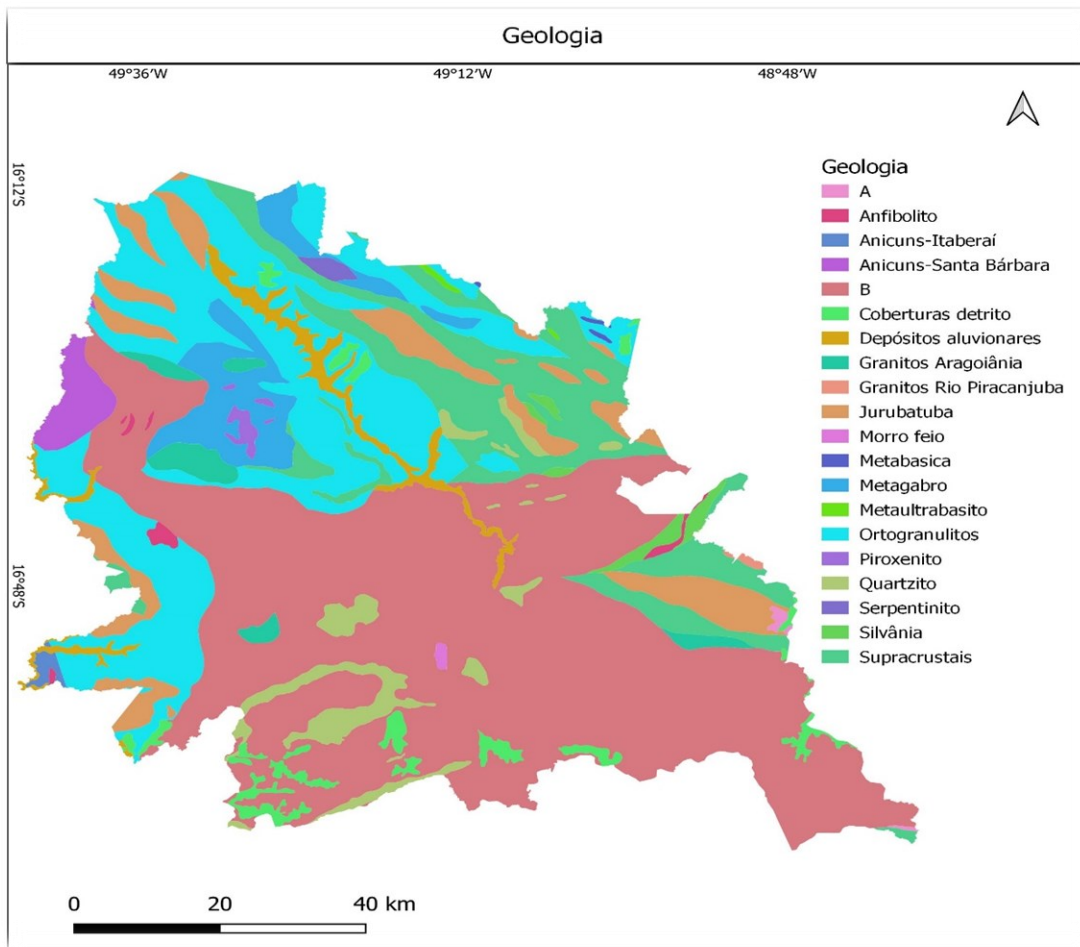 Geologia
49°36'W
49°12'W
48°48'W
16°12'S
16°48'S
Geologia
A
Anfibolito
Anicuns-Itaberaí
Anicuns-Santa Bárbara
B
Coberturas detrito
Depósitos aluvionares
Granitos Aragoiânia
Granitos Rio Piracanjuba
Jurubatuba
Morro feio
Metabasica
Metagabro
Metaultrabasito
Ortogranulitos
Piroxenito
Quartzito
Serpentinito
Silvânia
Supracrustais
0 20 40 km